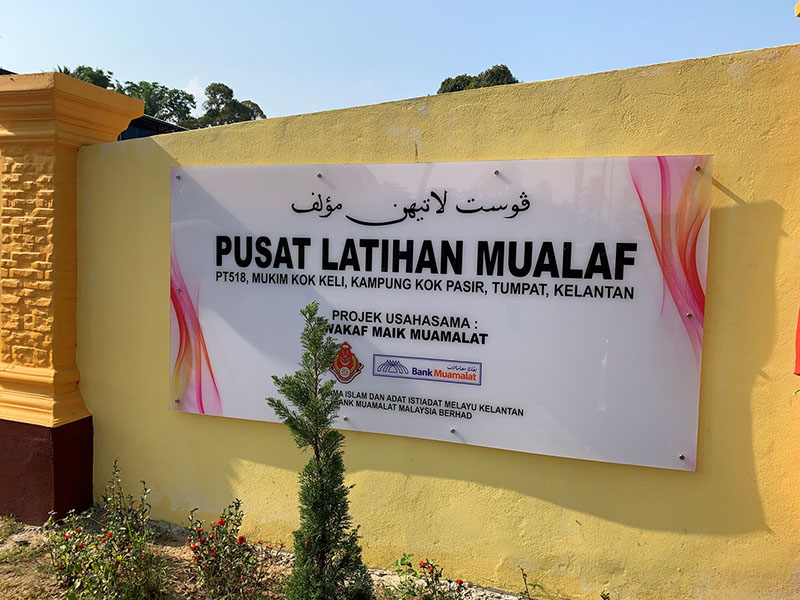 ڤوست لاتيهن مؤلف
PUSAT LATIHAN MUALAF
PT518, MUKIM KOK KELI, KAMPUNG KOK PASIR, TUMPAT, KELANTAN
PROJEK USAHASAMA :
WAKAF MAIK MUAMALAT
Bank Muamalat
ISLAM DAN ADAT ISTIADAT MELAYU KELANTAN
BANK MUAMALAT MALAYSIA BERHAD